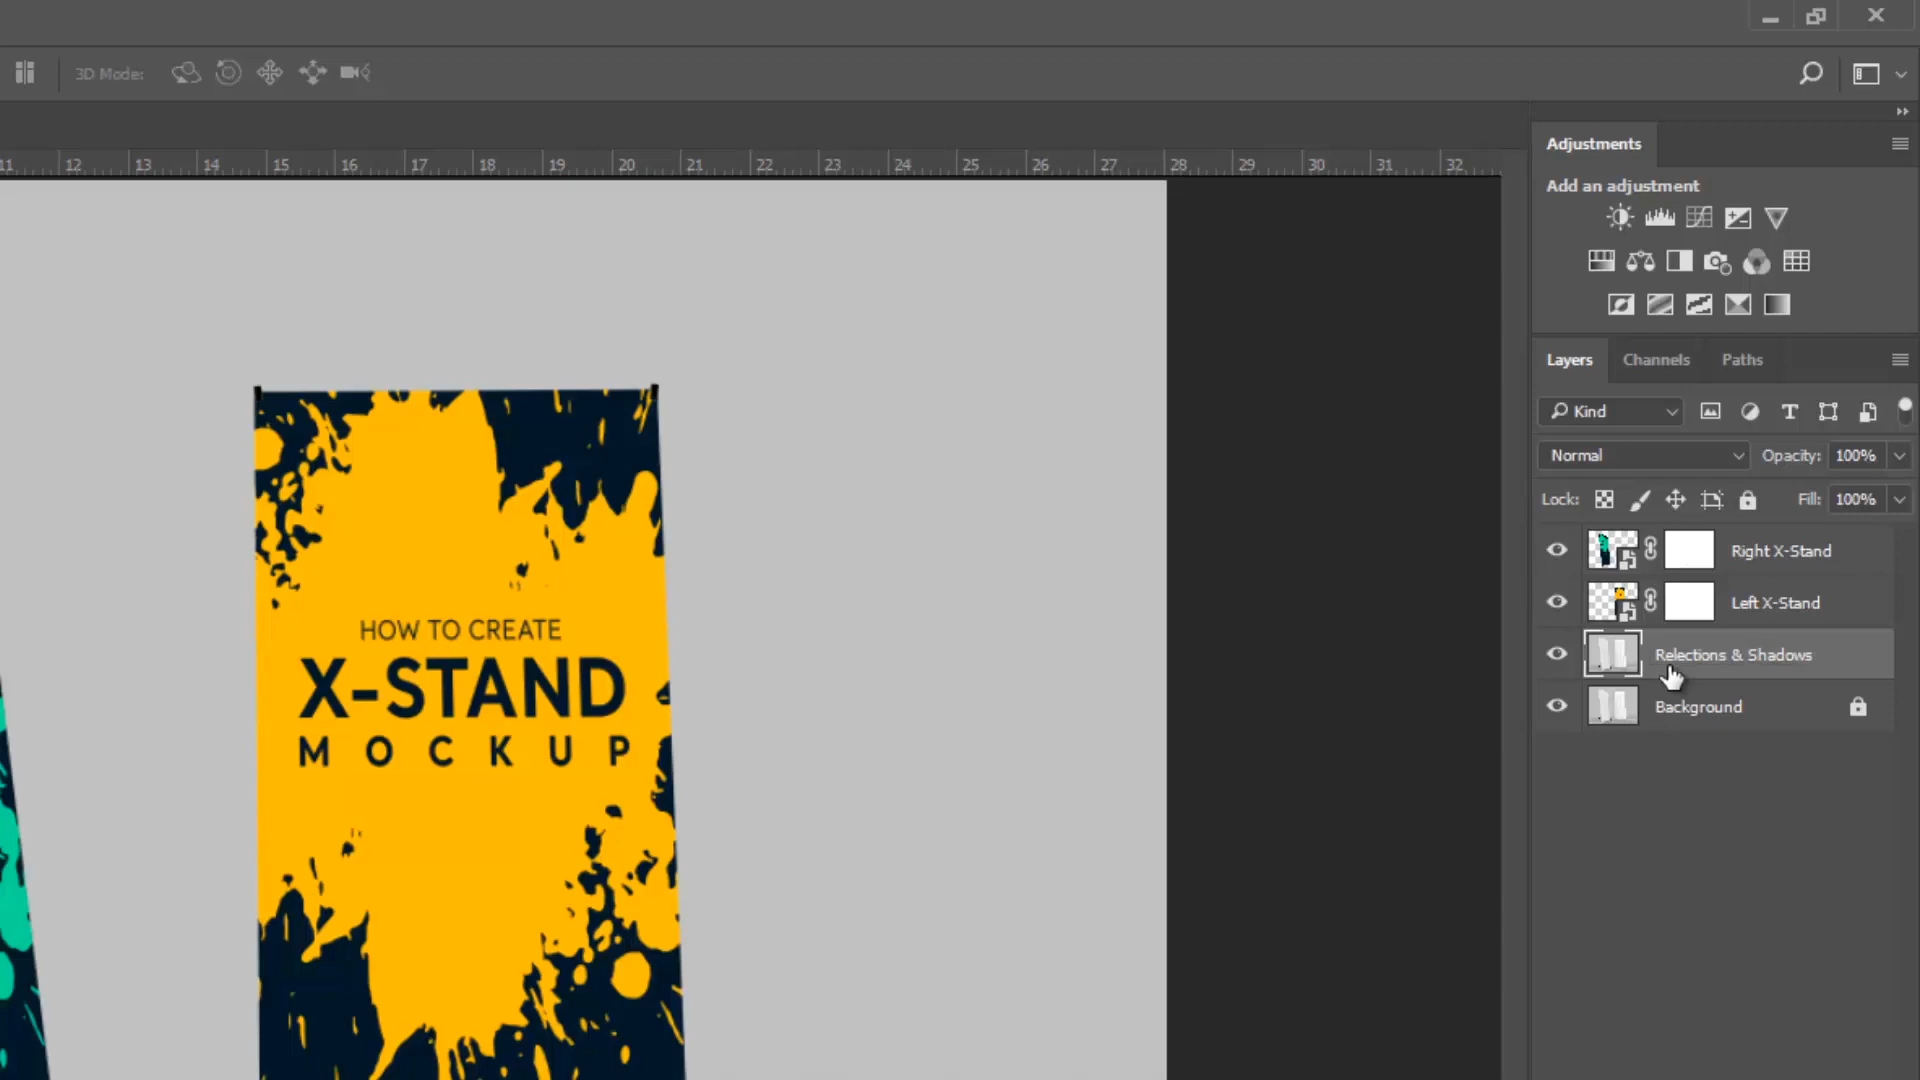 3D Mode:
11 12 13 14 15 16 17 18 19 20 21 22 23 24 25 26 27 28 29 30 31 32
Adjustments
Add an adjustment
Layers Channels Paths
Kind
Normal Opacity: 100%
Lock: Fill: 100%
Right X-Stand
Left X-Stand
Relections & Shadows
Background
HOW TO CREATE
X-STAND
MOCKUP